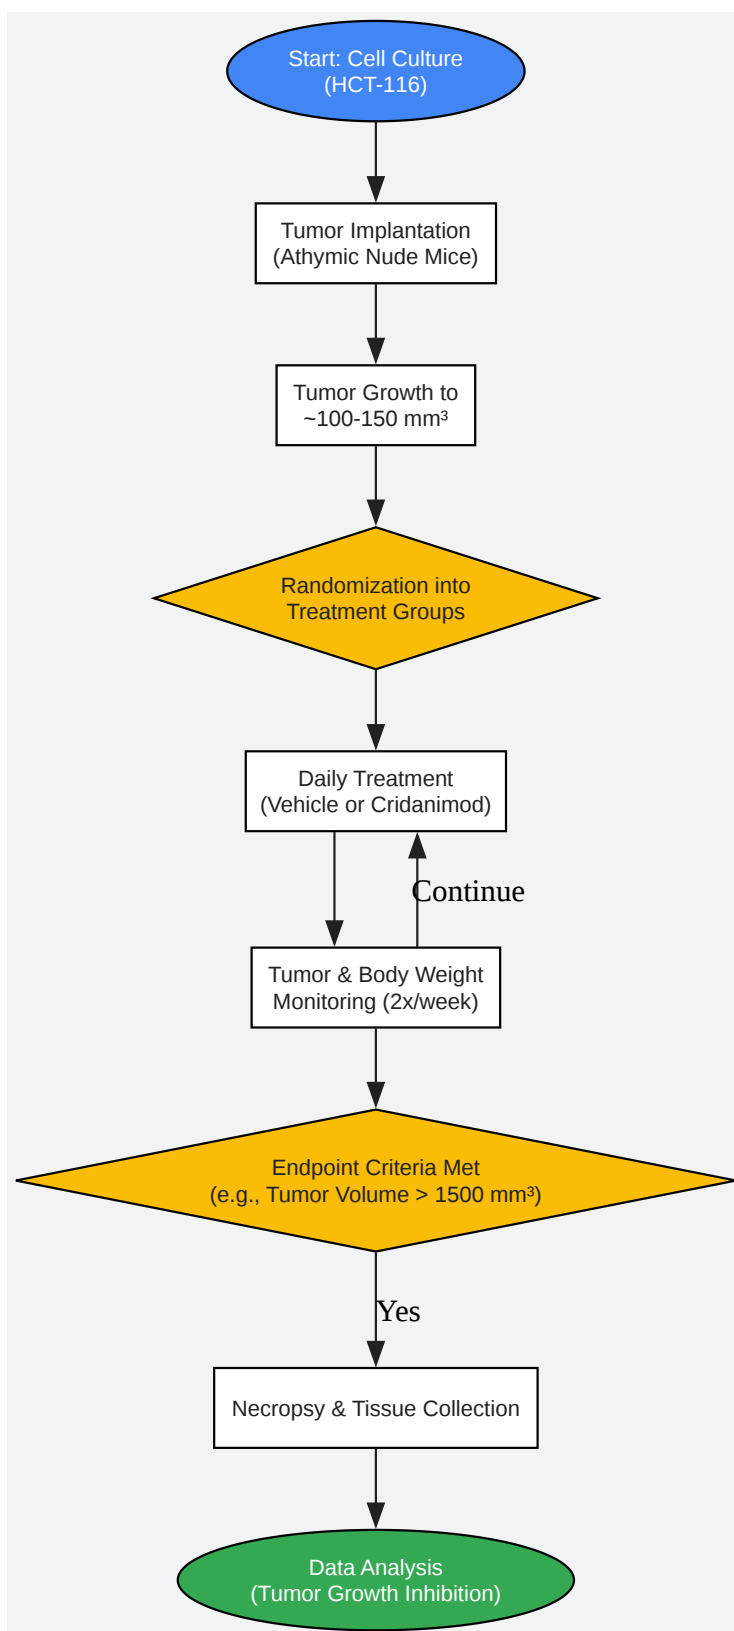 Start: Cell Culture
(HCT-116)
Tumor Implantation
(Athymic Nude Mice)
Tumor Growth to
~100-150 mm³
Randomization into
Treatment Groups
Daily Treatment
(Vehicle or Cridanimod)
Continue
Tumor & Body Weight
Monitoring (2x/week)
Endpoint Criteria Met
(e.g., Tumor Volume > 1500 mm³)
Yes
Necropsy & Tissue Collection
Data Analysis
(Tumor Growth Inhibition)